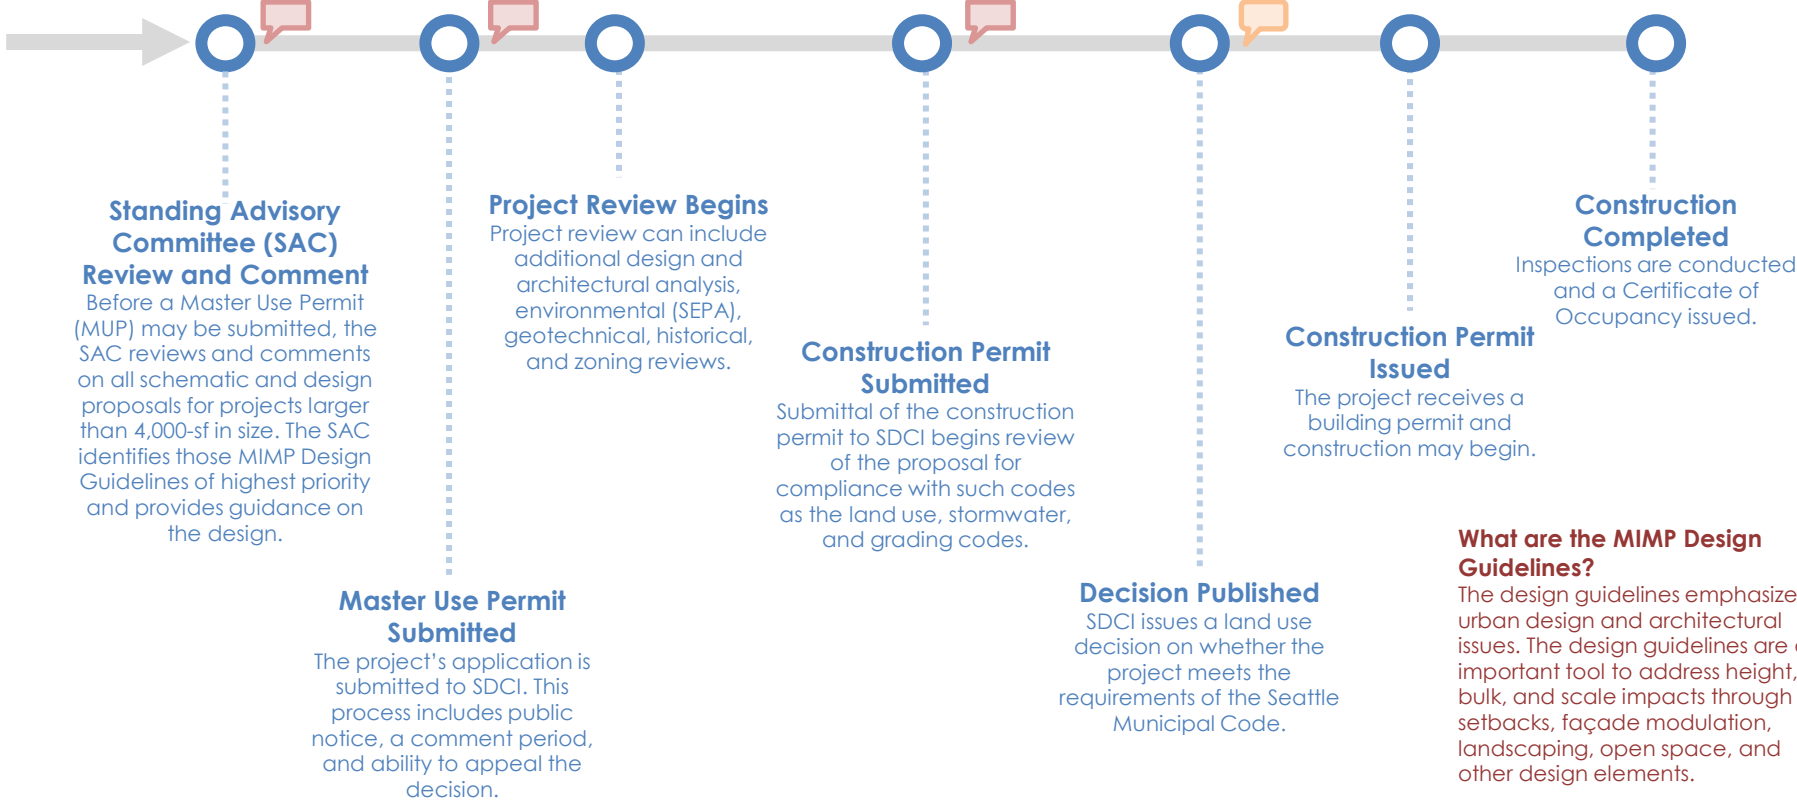 Standing Advisory
Committee (SAC)
Review and Comment
Before a Master Use Permit
(MUP) may be submitted, the
SAC reviews and comments
on all schematic and design
proposals for projects larger
than 4,000-sf in size. The SAC
identifies those MIMP Design
Guidelines of highest priority
and provides guidance on
the design.
Master Use Permit
Submitted
The project’s application is
submitted to SDCI. This
process includes public
notice, a comment period,
and ability to appeal the
decision.
Project Review Begins
Project review can include
additional design and
architectural analysis,
environmental (SEPA),
geotechnical, historical,
and zoning reviews.
Construction Permit
Submitted
Submittal of the construction
permit to SDCI begins review
of the proposal for
compliance with such codes
as the land use, stormwater,
and grading codes.
Decision Published
SDCI issues a land use
decision on whether the
project meets the
requirements of the Seattle
Municipal Code.
Construction Permit
Issued
The project receives a
building permit and
construction may begin.
Construction
Completed
Inspections are conducted
and a Certificate of
Occupancy issued.
What are the MIMP Design
Guidelines?
The design guidelines emphasize
urban design and architectural
issues. The design guidelines are
important tool to address height,
bulk, and scale impacts through
setbacks, façade modulation,
landscaping, open space, and
other design elements.